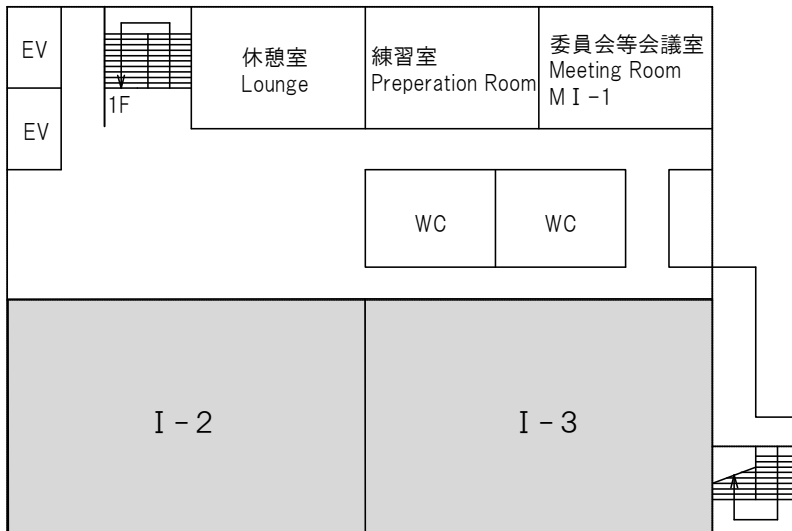 EV
EV
1F
休憩室
Lounge
練習室
Preperation Room
委員会等会議室
Meeting Room
MⅠ-1
WC
WC
Ⅰ-2
Ⅰ-3